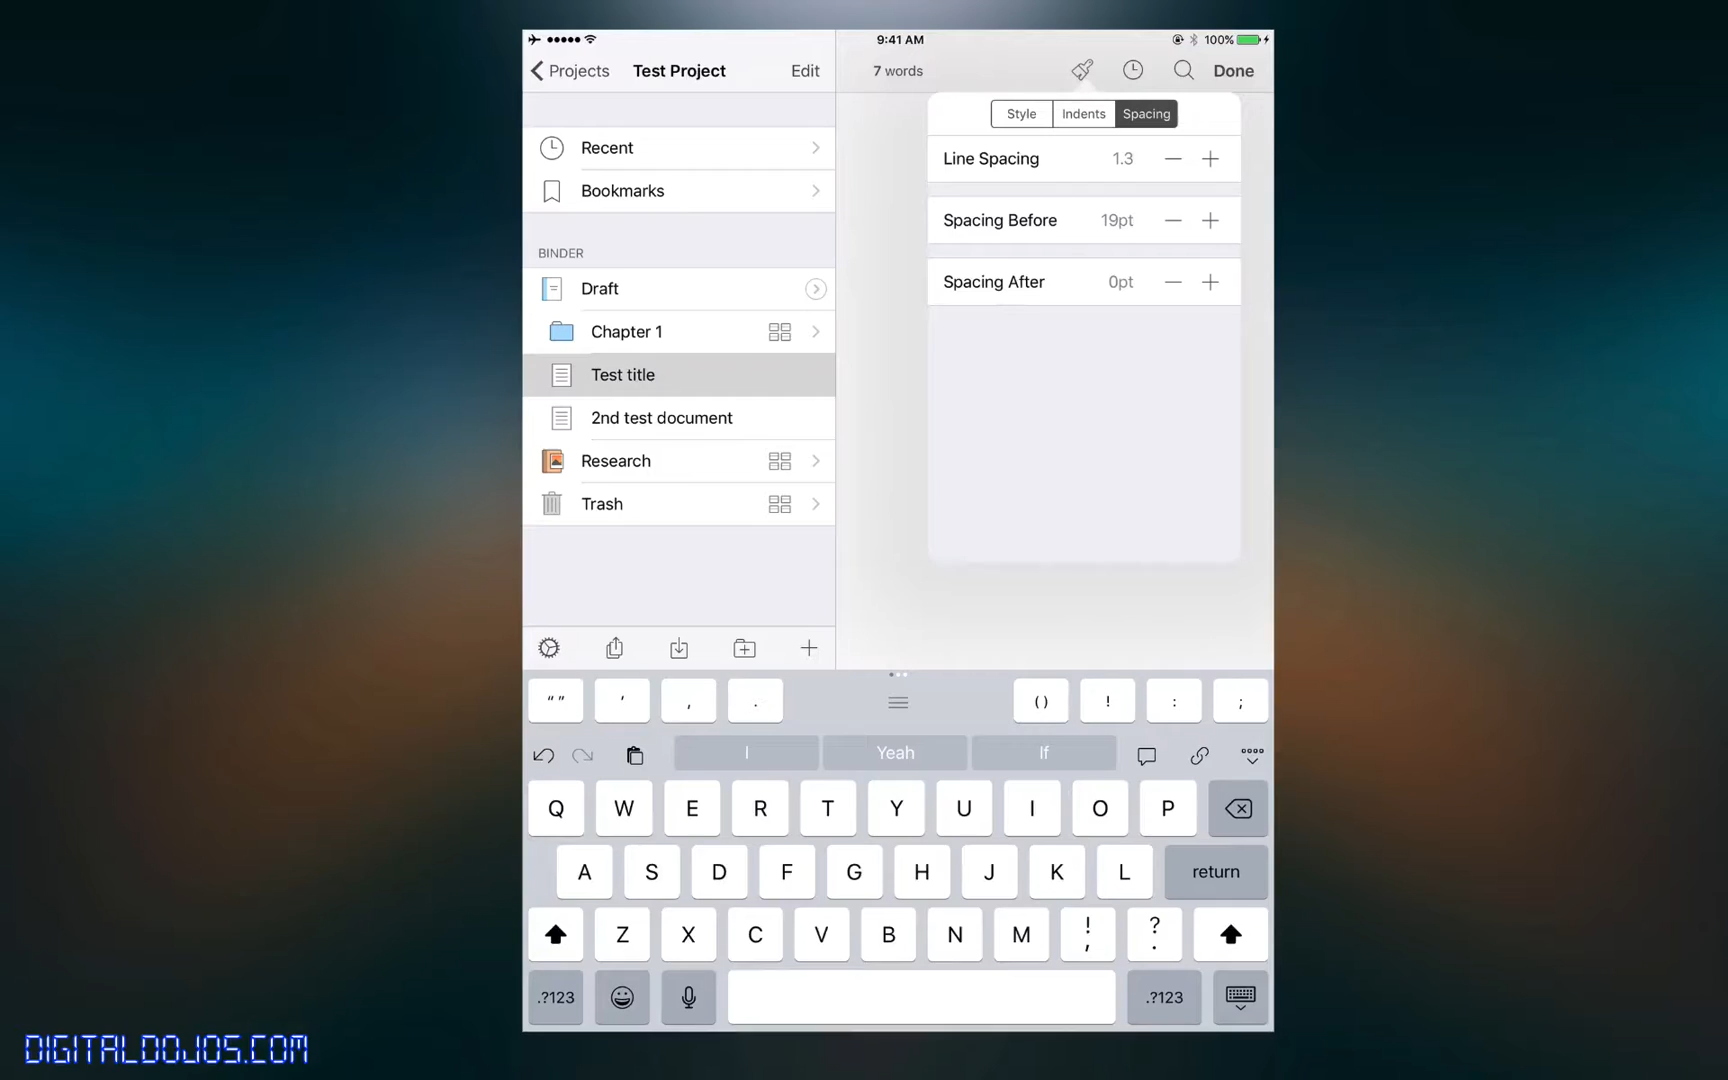 9:41 AM
100%
Projects
Test Project
Edit
7 words
Done
Style
Indents
Spacing
Recent
Line Spacing
1.3
Bookmarks
Spacing Before
19pt
BINDER
Spacing After
0pt
Draft
Chapter 1
Test title
2nd test document
Research
Trash
“ ” ‘ , . () ! : ;
I Yeah If
Q W E R T Y U I O P
A S D F G H J K L return
Z X C V B N M ! , ? .
.?123 .?123
DIGITALDOJOS.COM